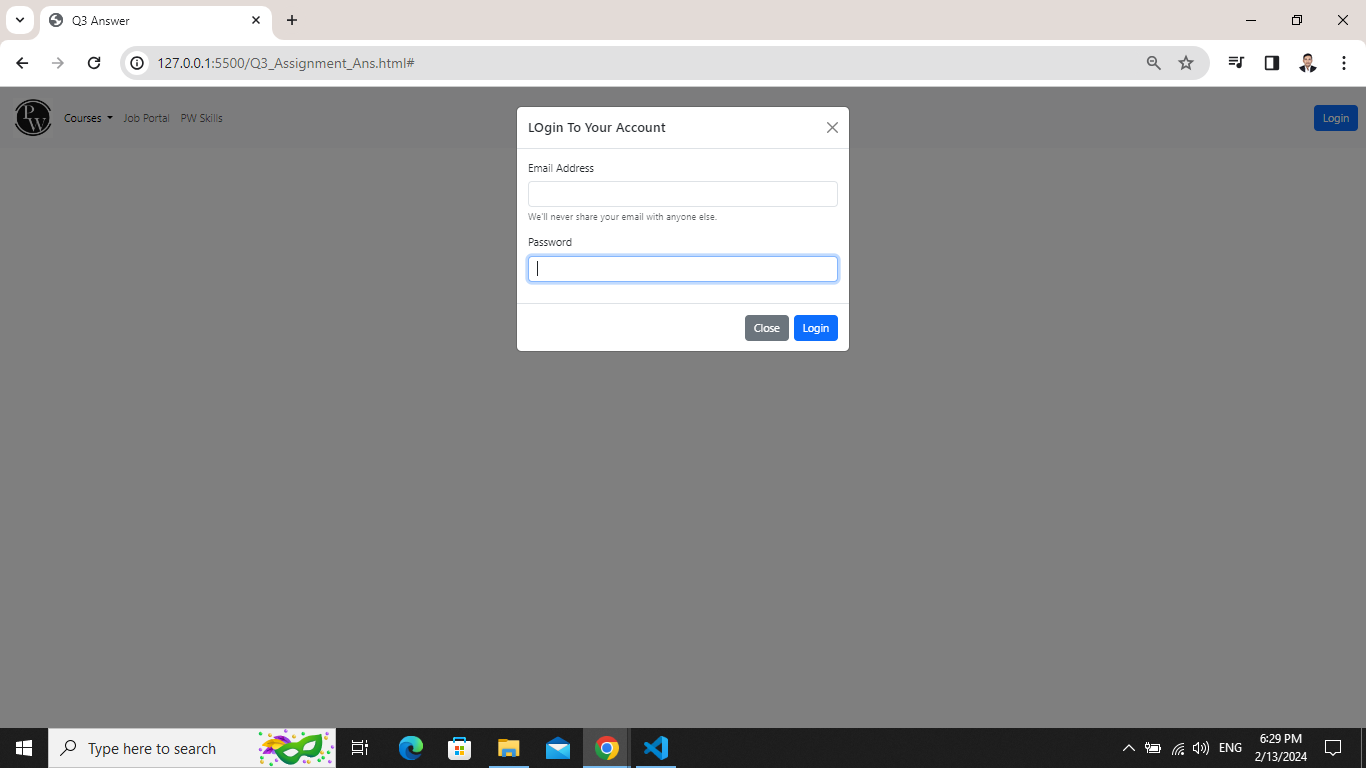 Q3 Answer
127.0.0.1:5500/Q3_Assignment_Ans.html#
PW
Courses Job Portal PW Skills
Login
LOgin To Your Account
Email Address
We'll never share your email with anyone else.
Password
Close Login
Type here to search
ENG
6:29 PM
2/13/2024